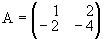 A = ( 1 2
- 2 - 4 )